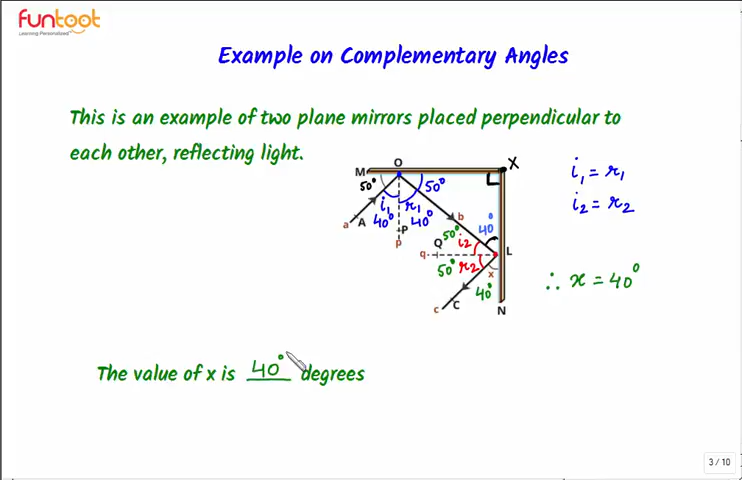 funtoot
Learning Personalized
Example on Complementary Angles
This is an example of two plane mirrors placed perpendicular to
each other, reflecting light.
O
M
X
50° 50°
i₁ r₁
40° 40°
a A P
p
b
40°
50° i₂
Q
q
L
50° r₂
x
40°
c C
N
i₁ = r₁
i₂ = r₂
∴ x = 40°
The value of x is 40° degrees
3 / 10